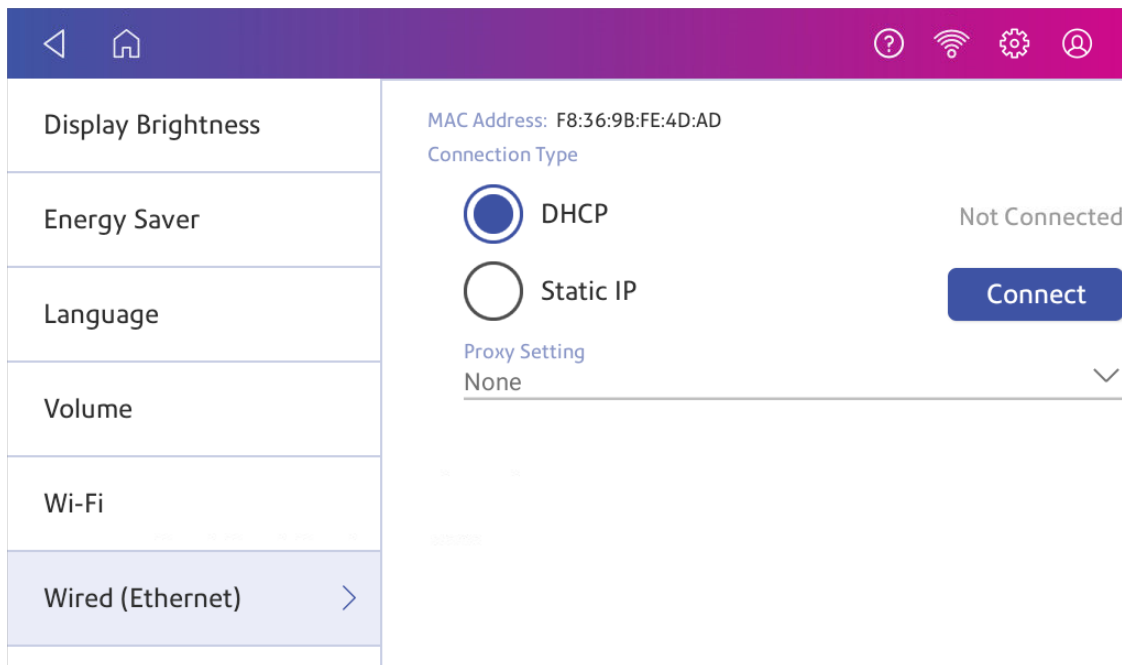 Display Brightness
Energy Saver
Language
Volume
Wi-Fi
Wired (Ethernet)
MAC Address: F8:36:9B:FE:4D:AD
Connection Type
DHCP
Not Connected
Static IP
Connect
Proxy Setting
None